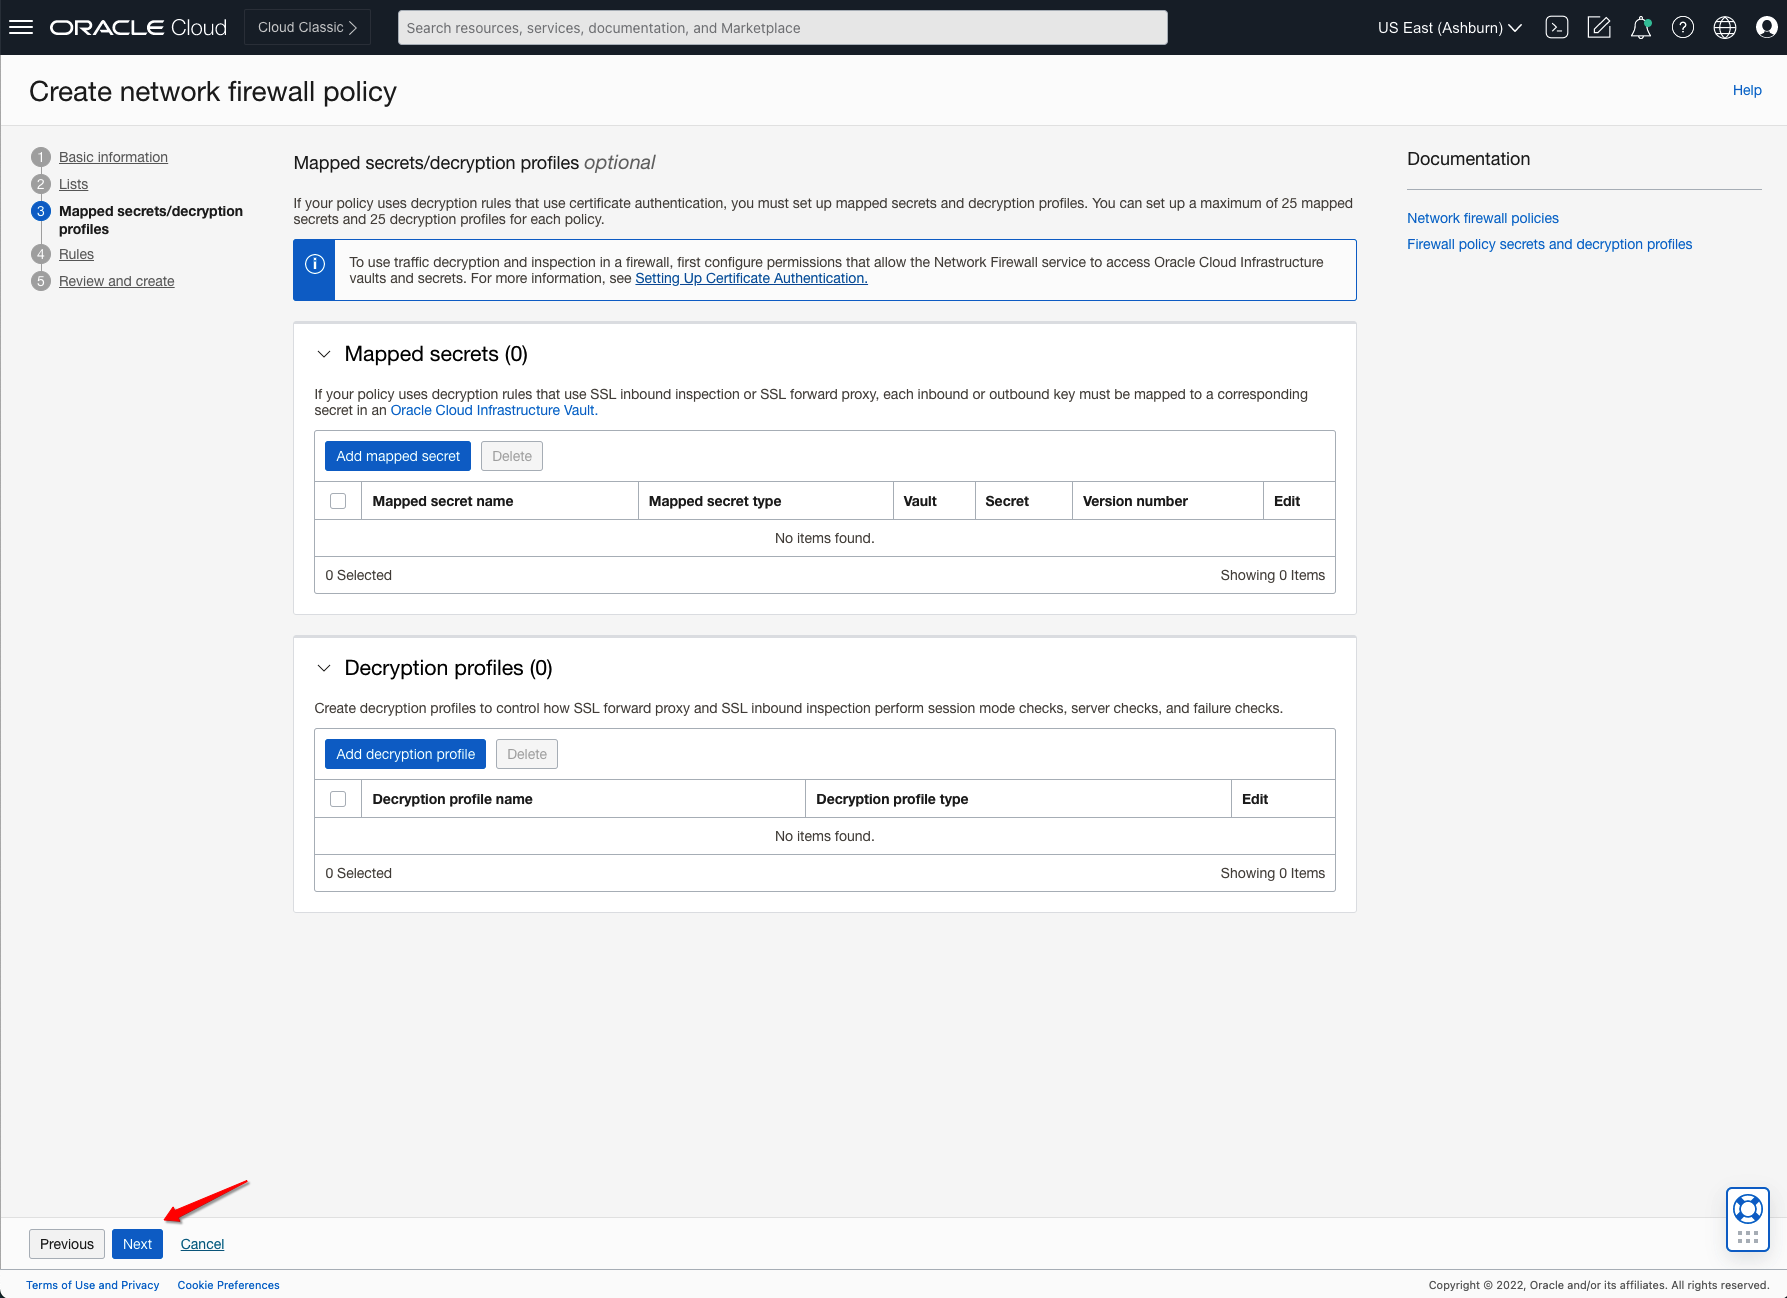 ORACLE Cloud
Cloud Classic
Search resources, services, documentation, and Marketplace
US East (Ashburn)
Create network firewall policy
Help
1 Basic information
2 Lists
3 Mapped secrets/decryption
profiles
4 Rules
5 Review and create
Mapped secrets/decryption profiles optional
If your policy uses decryption rules that use certificate authentication, you must set up mapped secrets and decryption profiles. You can set up a maximum of 25 mapped
secrets and 25 decryption profiles for each policy.
To use traffic decryption and inspection in a firewall, first configure permissions that allow the Network Firewall service to access Oracle Cloud Infrastructure
vaults and secrets. For more information, see Setting Up Certificate Authentication.
Mapped secrets (0)
If your policy uses decryption rules that use SSL inbound inspection or SSL forward proxy, each inbound or outbound key must be mapped to a corresponding
secret in an Oracle Cloud Infrastructure Vault.
Add mapped secret Delete
Mapped secret name Mapped secret type Vault Secret Version number Edit
No items found.
0 Selected Showing 0 Items
Decryption profiles (0)
Create decryption profiles to control how SSL forward proxy and SSL inbound inspection perform session mode checks, server checks, and failure checks.
Add decryption profile Delete
Decryption profile name Decryption profile type Edit
No items found.
0 Selected Showing 0 Items
Documentation
Network firewall policies
Firewall policy secrets and decryption profiles
Previous Next Cancel
Terms of Use and Privacy Cookie Preferences
Copyright © 2022, Oracle and/or its affiliates. All rights reserved.